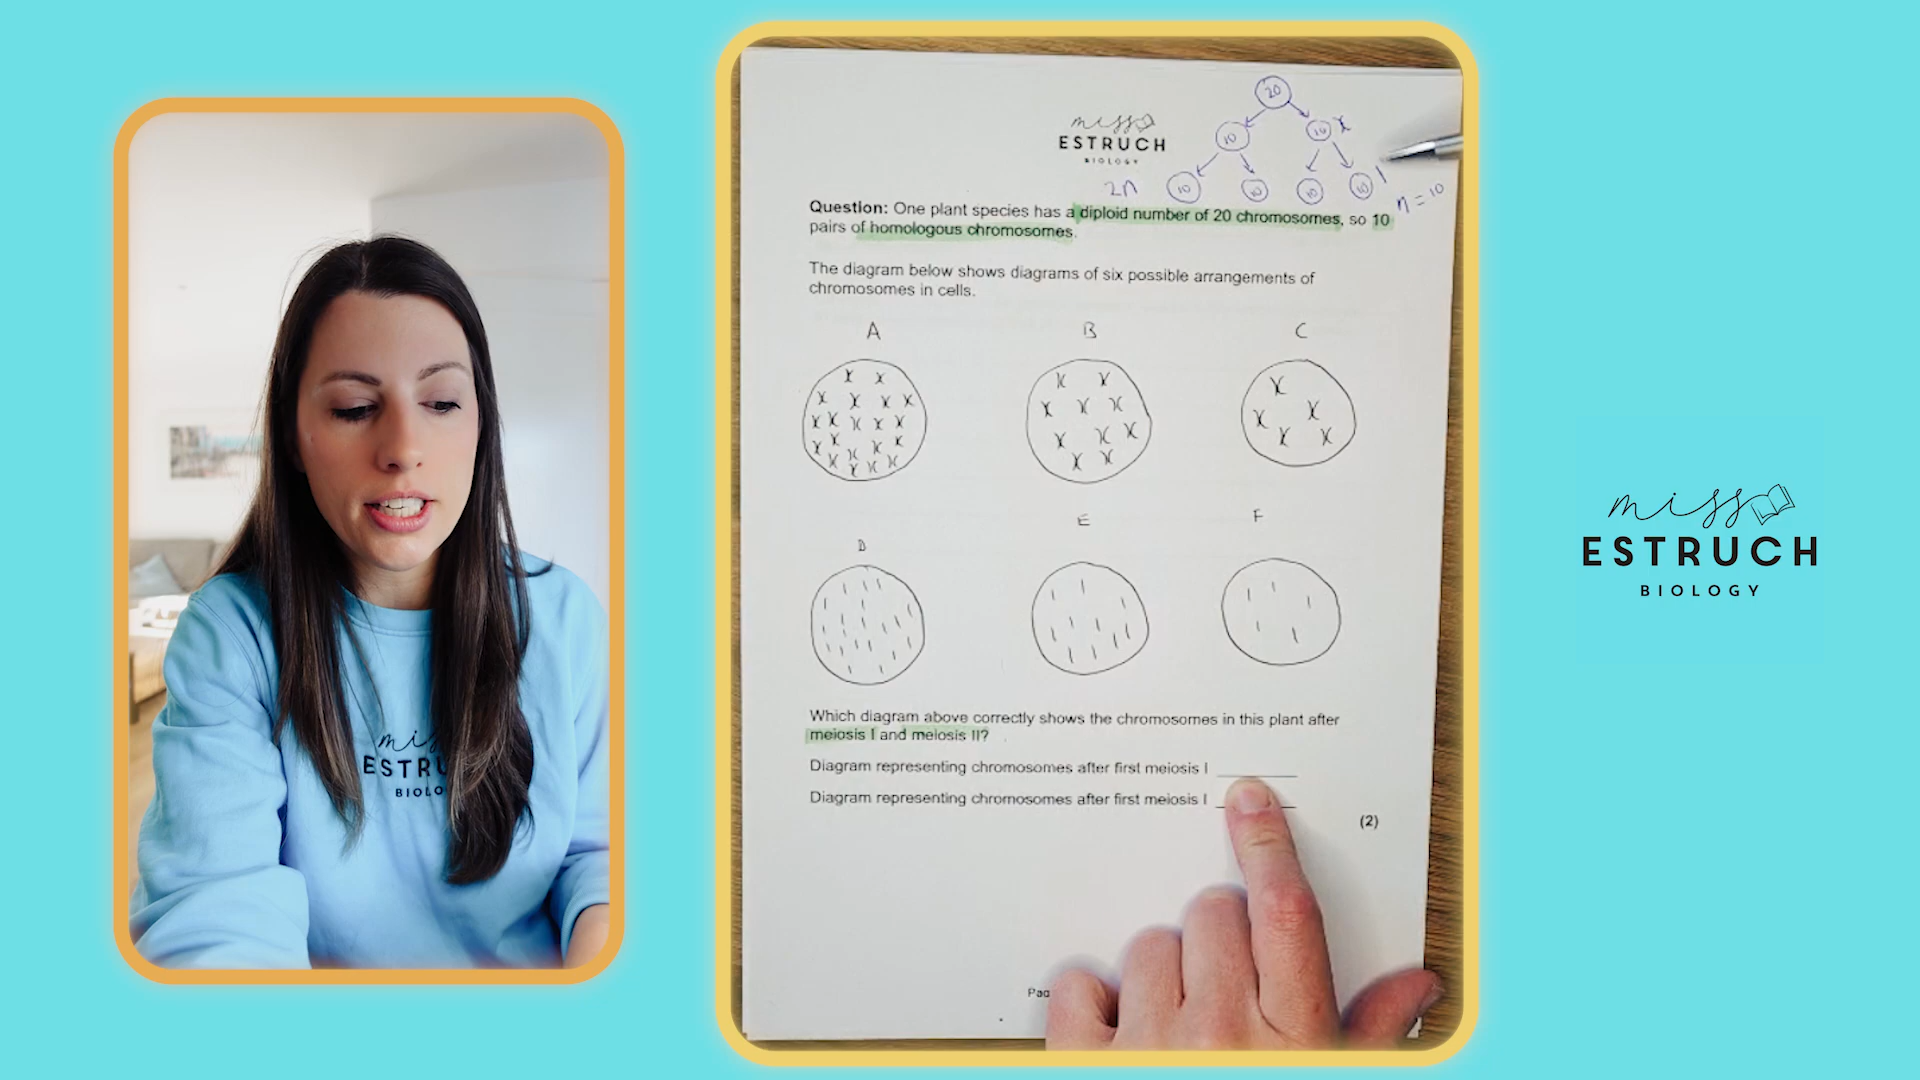 20
miss
ESTRUCH
BIOLOGY
10
10
2n
10
10
10
10
n = 10
Question: One plant species has a diploid number of 20 chromosomes, so 10
pairs of homologous chromosomes.
The diagram below shows diagrams of six possible arrangements of
chromosomes in cells.
A B C
D E F
Which diagram above correctly shows the chromosomes in this plant after
meiosis I and meiosis II?
Diagram representing chromosomes after first meiosis I
Diagram representing chromosomes after first meiosis I
(2)
miss
ESTRUCH
BIOLOGY